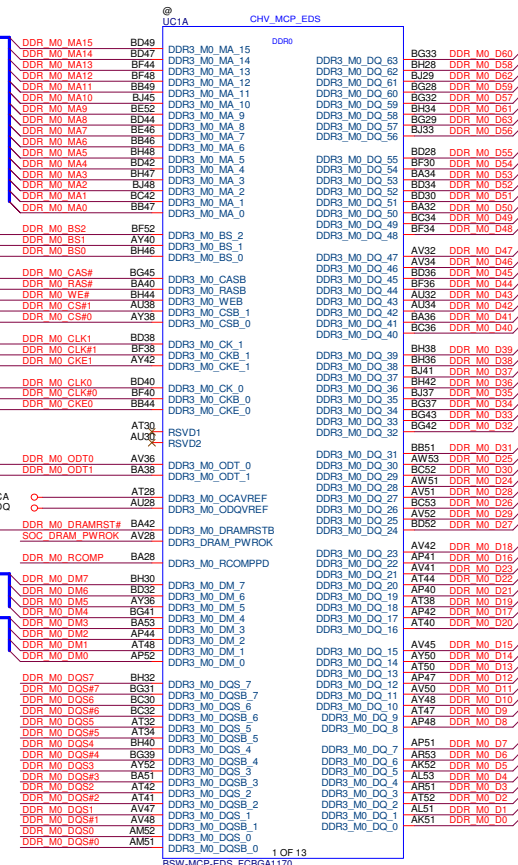 @
UC1A CHV_MCP_EDS
DDR0
DDR_M0_MA15 BD49 DDR3_M0_MA_15
DDR_M0_MA14 BD47 DDR3_M0_MA_14
DDR_M0_MA13 BF44 DDR3_M0_MA_13
DDR_M0_MA12 BF48 DDR3_M0_MA_12
DDR_M0_MA11 BB49 DDR3_M0_MA_11
DDR_M0_MA10 BJ45 DDR3_M0_MA_10
DDR_M0_MA9 BE52 DDR3_M0_MA_9
DDR_M0_MA8 BD44 DDR3_M0_MA_8
DDR_M0_MA7 BE46 DDR3_M0_MA_7
DDR_M0_MA6 BB46 DDR3_M0_MA_6
DDR_M0_MA5 BH48 DDR3_M0_MA_5
DDR_M0_MA4 BD42 DDR3_M0_MA_4
DDR_M0_MA3 BH47 DDR3_M0_MA_3
DDR_M0_MA2 BJ48 DDR3_M0_MA_2
DDR_M0_MA1 BC42 DDR3_M0_MA_1
DDR_M0_MA0 BB47 DDR3_M0_MA_0
DDR_M0_BS2 BF52 DDR3_M0_BS_2
DDR_M0_BS1 AY40 DDR3_M0_BS_1
DDR_M0_BS0 BH46 DDR3_M0_BS_0
DDR_M0_CAS# BG45 DDR3_M0_CASB
DDR_M0_RAS# BA40 DDR3_M0_RASB
DDR_M0_WE# BH44 DDR3_M0_WEB
DDR_M0_CS#1 AU38 DDR3_M0_CSB_1
DDR_M0_CS#0 AY38 DDR3_M0_CSB_0
DDR_M0_CLK1 BD38 DDR3_M0_CK_1
DDR_M0_CLK#1 BF38 DDR3_M0_CKB_1
DDR_M0_CKE1 AY42 DDR3_M0_CKE_1
DDR_M0_CLK0 BD40 DDR3_M0_CK_0
DDR_M0_CLK#0 BF40 DDR3_M0_CKB_0
DDR_M0_CKE0 BB44 DDR3_M0_CKE_0
AT30 RSVD1
AU30 RSVD2
DDR_M0_ODT0 AV36 DDR3_M0_ODT_0
DDR_M0_ODT1 BA38 DDR3_M0_ODT_1
CA AT28 DDR3_M0_OCAVREF
DQ AU28 DDR3_M0_ODQVREF
DDR_M0_DRAMRST# BA42 DDR3_M0_DRAMRSTB
SOC_DRAM_PWROK AV28 DDR3_DRAM_PWROK
DDR_M0_RCOMP BA28 DDR3_M0_RCOMPPD
DDR_M0_DM7 BH30 DDR3_M0_DM_7
DDR_M0_DM6 BD32 DDR3_M0_DM_6
DDR_M0_DM5 AY36 DDR3_M0_DM_5
DDR_M0_DM4 BG41 DDR3_M0_DM_4
DDR_M0_DM3 BA53 DDR3_M0_DM_3
DDR_M0_DM2 AP44 DDR3_M0_DM_2
DDR_M0_DM1 AT48 DDR3_M0_DM_1
DDR_M0_DM0 AP52 DDR3_M0_DM_0
DDR_M0_DQS7 BH32 DDR3_M0_DQS_7
DDR_M0_DQS#7 BG31 DDR3_M0_DQSB_7
DDR_M0_DQS6 BC30 DDR3_M0_DQS_6
DDR_M0_DQS#6 BC32 DDR3_M0_DQSB_6
DDR_M0_DQS5 AT32 DDR3_M0_DQS_5
DDR_M0_DQS#5 AT34 DDR3_M0_DQSB_5
DDR_M0_DQS4 BH40 DDR3_M0_DQS_4
DDR_M0_DQS#4 BG39 DDR3_M0_DQSB_4
DDR_M0_DQS3 AY52 DDR3_M0_DQS_3
DDR_M0_DQS#3 BA51 DDR3_M0_DQSB_3
DDR_M0_DQS2 AT42 DDR3_M0_DQS_2
DDR_M0_DQS#2 AT41 DDR3_M0_DQSB_2
DDR_M0_DQS1 AV47 DDR3_M0_DQS_1
DDR_M0_DQS#1 AV48 DDR3_M0_DQSB_1
DDR_M0_DQS0 AM52 DDR3_M0_DQS_0
DDR_M0_DQS#0 AM51 DDR3_M0_DQSB_0
DDR3_M0_DQ_63 BG33 DDR_M0_D60
DDR3_M0_DQ_62 BH28 DDR_M0_D58
DDR3_M0_DQ_61 BJ29 DDR_M0_D62
DDR3_M0_DQ_60 BG28 DDR_M0_D59
DDR3_M0_DQ_59 BG32 DDR_M0_D57
DDR3_M0_DQ_58 BH34 DDR_M0_D61
DDR3_M0_DQ_57 BG29 DDR_M0_D63
DDR3_M0_DQ_56 BJ33 DDR_M0_D56
DDR3_M0_DQ_55 BD28 DDR_M0_D55
DDR3_M0_DQ_54 BF30 DDR_M0_D54
DDR3_M0_DQ_53 BA34 DDR_M0_D53
DDR3_M0_DQ_52 BD34 DDR_M0_D52
DDR3_M0_DQ_51 BD30 DDR_M0_D51
DDR3_M0_DQ_50 BA32 DDR_M0_D50
DDR3_M0_DQ_49 BC34 DDR_M0_D49
DDR3_M0_DQ_48 BF34 DDR_M0_D48
DDR3_M0_DQ_47 AV32 DDR_M0_D47
DDR3_M0_DQ_46 AV34 DDR_M0_D46
DDR3_M0_DQ_45 BD36 DDR_M0_D45
DDR3_M0_DQ_44 BF36 DDR_M0_D44
DDR3_M0_DQ_43 AU32 DDR_M0_D43
DDR3_M0_DQ_42 AU34 DDR_M0_D42
DDR3_M0_DQ_41 BA36 DDR_M0_D41
DDR3_M0_DQ_40 BC36 DDR_M0_D40
DDR3_M0_DQ_39 BH38 DDR_M0_D39
DDR3_M0_DQ_38 BH36 DDR_M0_D38
DDR3_M0_DQ_37 BJ41 DDR_M0_D37
DDR3_M0_DQ_36 BH42 DDR_M0_D36
DDR3_M0_DQ_35 BJ37 DDR_M0_D35
DDR3_M0_DQ_34 BG37 DDR_M0_D34
DDR3_M0_DQ_33 BG43 DDR_M0_D33
DDR3_M0_DQ_32 BG42 DDR_M0_D32
DDR3_M0_DQ_31 BB51 DDR_M0_D31
DDR3_M0_DQ_30 AW53 DDR_M0_D25
DDR3_M0_DQ_29 BC52 DDR_M0_D30
DDR3_M0_DQ_28 AW51 DDR_M0_D24
DDR3_M0_DQ_27 AV51 DDR_M0_D28
DDR3_M0_DQ_26 BC53 DDR_M0_D26
DDR3_M0_DQ_25 AV52 DDR_M0_D29
DDR3_M0_DQ_24 BD52 DDR_M0_D27
DDR3_M0_DQ_23 AV42 DDR_M0_D18
DDR3_M0_DQ_22 AP41 DDR_M0_D16
DDR3_M0_DQ_21 AV41 DDR_M0_D23
DDR3_M0_DQ_20 AT44 DDR_M0_D22
DDR3_M0_DQ_19 AP40 DDR_M0_D21
DDR3_M0_DQ_18 AT38 DDR_M0_D19
DDR3_M0_DQ_17 AP42 DDR_M0_D17
DDR3_M0_DQ_16 AT40 DDR_M0_D20
DDR3_M0_DQ_15 AV45 DDR_M0_D15
DDR3_M0_DQ_14 AY50 DDR_M0_D14
DDR3_M0_DQ_13 AT50 DDR_M0_D13
DDR3_M0_DQ_12 AP47 DDR_M0_D12
DDR3_M0_DQ_11 AV50 DDR_M0_D11
DDR3_M0_DQ_10 AY48 DDR_M0_D10
DDR3_M0_DQ_9 AT47 DDR_M0_D9
DDR3_M0_DQ_8 AP48 DDR_M0_D8
DDR3_M0_DQ_7 AP51 DDR_M0_D7
DDR3_M0_DQ_6 AR53 DDR_M0_D6
DDR3_M0_DQ_5 AK52 DDR_M0_D5
DDR3_M0_DQ_4 AL53 DDR_M0_D4
DDR3_M0_DQ_3 AR51 DDR_M0_D3
DDR3_M0_DQ_2 AT52 DDR_M0_D2
DDR3_M0_DQ_1 AL51 DDR_M0_D1
DDR3_M0_DQ_0 AK51 DDR_M0_D0
1 OF 13
BSW-MCP-EDS_FCBGA1170